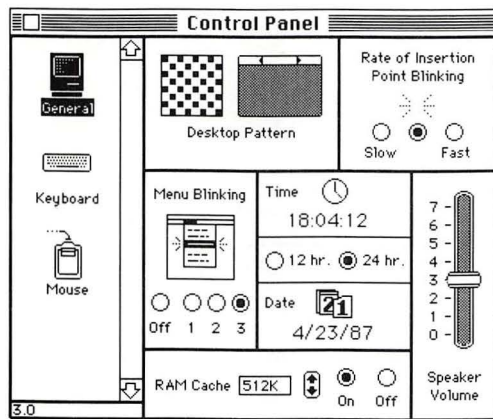 Control Panel
General
Keyboard
Mouse
3.0
Desktop Pattern
Rate of Insertion
Point Blinking
Slow Fast
Menu Blinking
Off 1 2 3
Time
18:04:12
12 hr. 24 hr.
Date
21
4/23/87
7
6
5
4
3
2
1
0
Speaker
Volume
RAM Cache 512K On Off